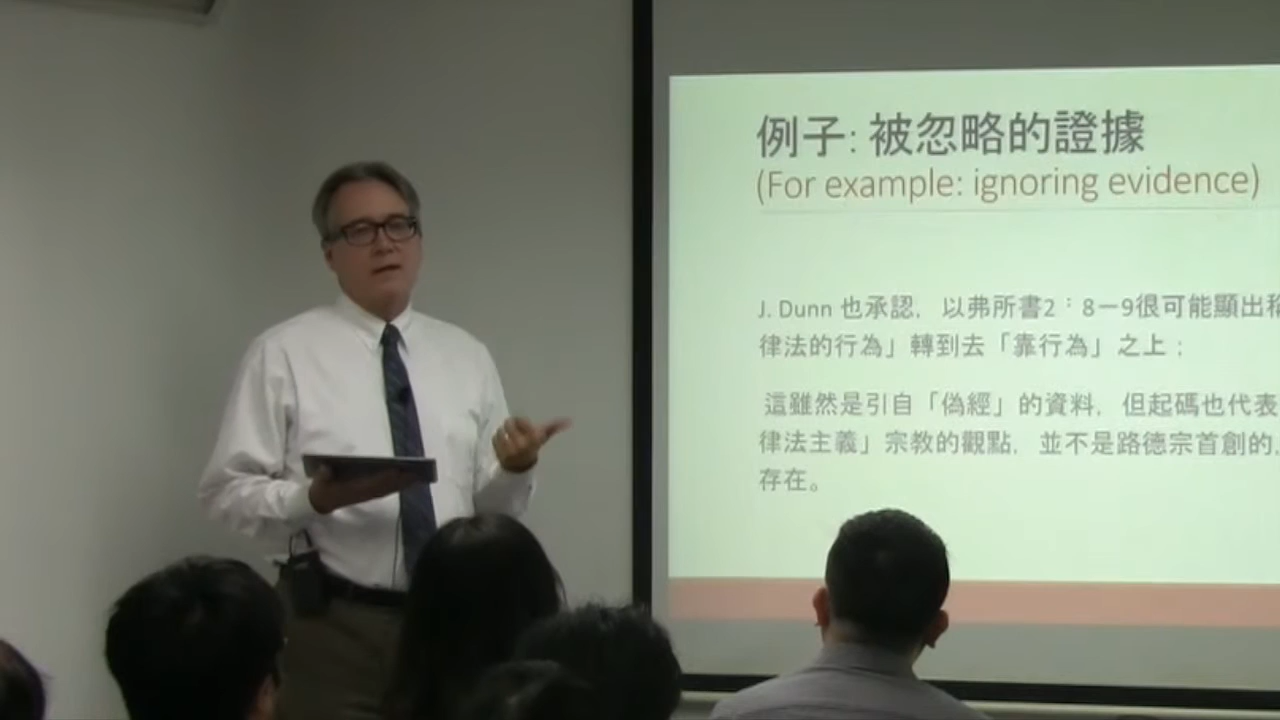 例子: 被忽略的證據
(For example: ignoring evidence)
J. Dunn 也承認，以弗所書2：8－9很可能顯出
律法的行為」轉到去「靠行為」之上；
這雖然是引自「偽經」的資料，但起碼也代表
律法主義」宗教的觀點，並不是路德宗首創的，
存在。